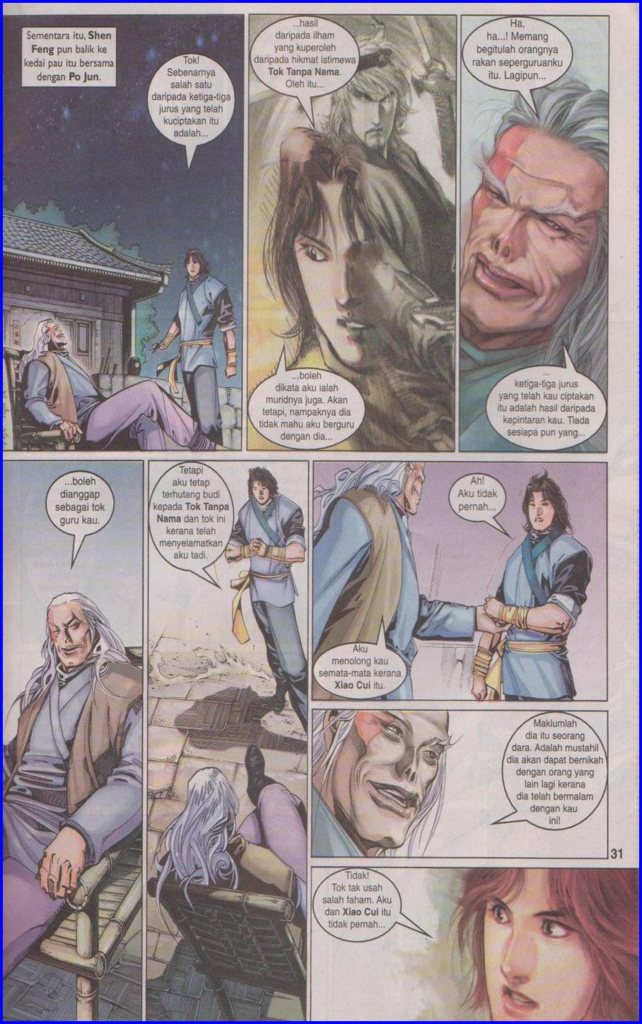 Sementara itu, Shen
Feng pun balik ke
kedai pau itu bersama
dengan Po Jun.
Tok!
Sebenarnya
salah satu
daripada ketiga-tiga
jurus yang telah
kuciptakan itu
adalah...
...hasil
daripada ilham
yang kuperoleh
daripada hikmat istimewa
Tok Tanpa Nama.
Oleh itu...
...boleh
dikata aku ialah
muridnya juga. Akan
tetapi, nampaknya dia
tidak mahu aku berguru
dengan dia...
Ha,
ha...! Memang
begitulah orangnya
rakan seperguruanku
itu. Lagipun...
...
ketiga-tiga jurus
yang telah kau ciptakan
itu adalah hasil daripada
kepintaran kau. Tiada
sesiapa pun yang...
...boleh
dianggap
sebagai tok
guru kau.
Tetapi
aku tetap
terhutang budi
kepada Tok Tanpa
Nama dan tok ini
kerana telah
menyelamatkan
aku tadi.
Ah!
Aku tidak
pernah...
Aku
menolong kau
semata-mata kerana
Xiao Cui itu.
Maklumlah
dia itu seorang
dara. Adalah mustahil
dia akan dapat bernikah
dengan orang yang
lain lagi kerana
dia telah bermalam
dengan kau
ini!
31
Tidak!
Tok tak usah
salah faham. Aku
dan Xiao Cui itu
tidak pernah...